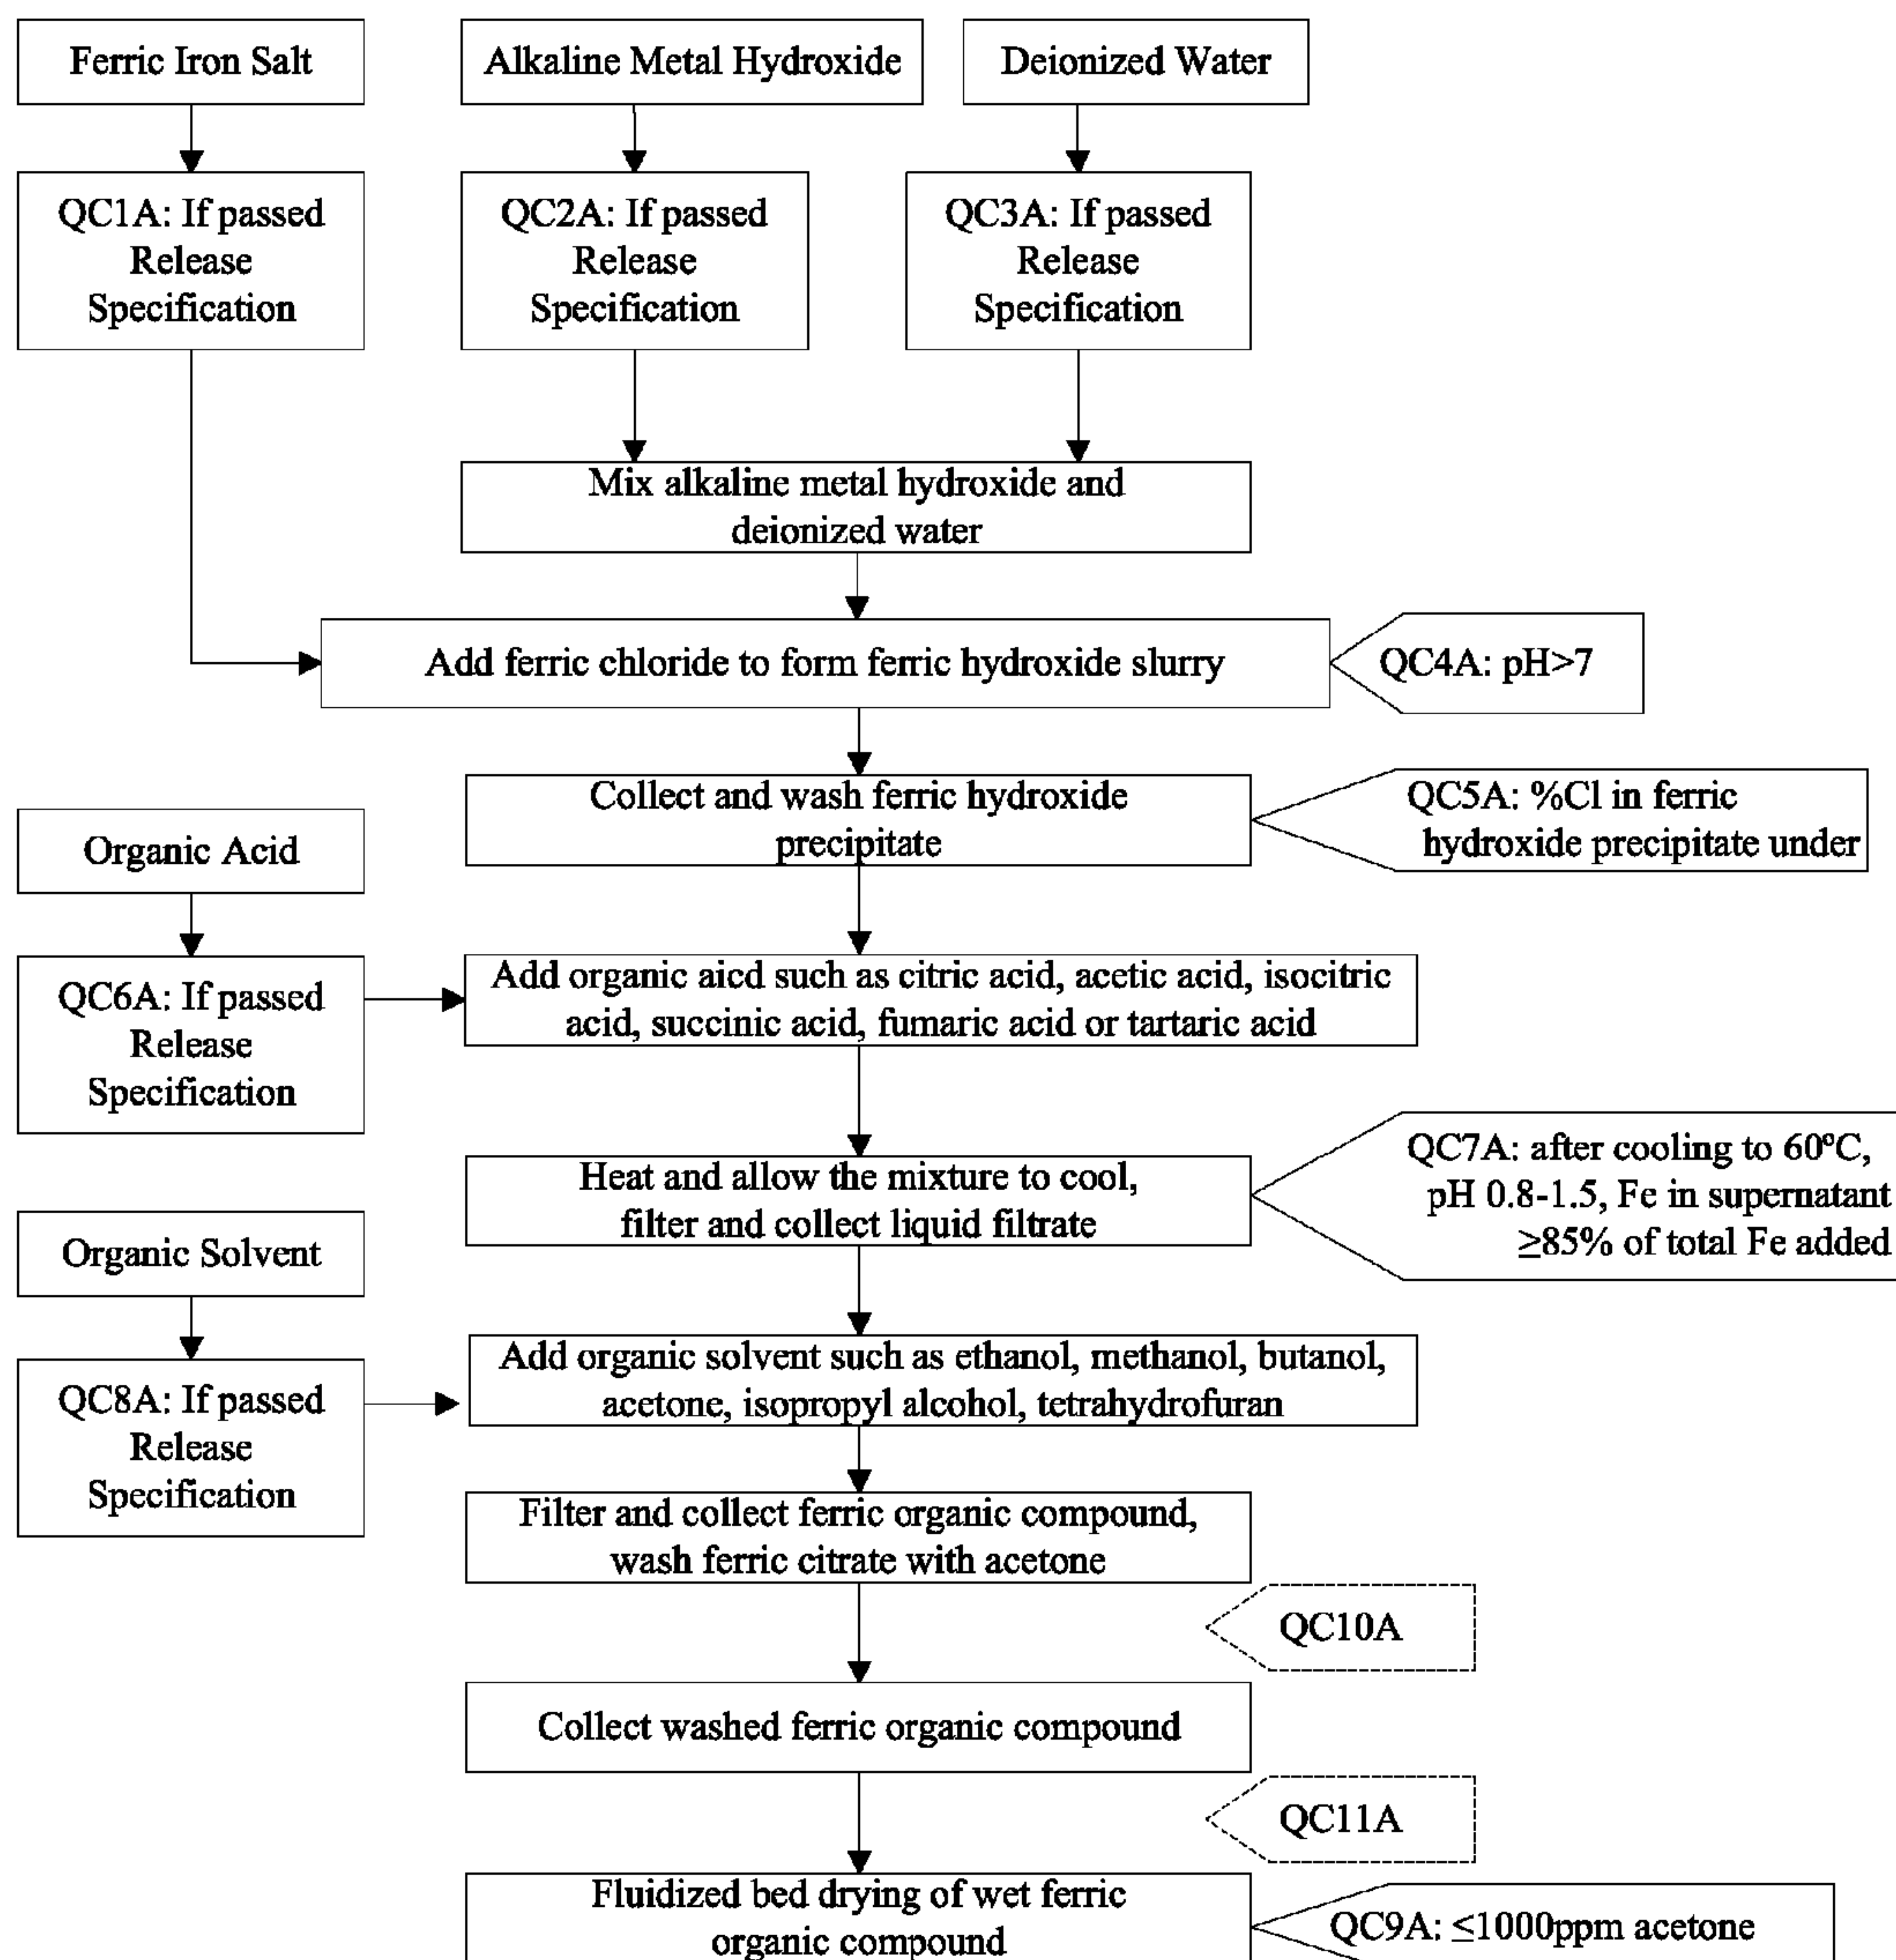 Ferric Iron Salt
Alkaline Metal Hydroxide
Deionized Water
QC1A: If passed
Release
Specification
QC2A: If passed
Release
Specification
QC3A: If passed
Release
Specification
Mix alkaline metal hydroxide and
deionized water
Add ferric chloride to form ferric hydroxide slurry
QC4A: pH>7
Collect and wash ferric hydroxide
precipitate
QC5A: %Cl in ferric
hydroxide precipitate under
Organic Acid
QC6A: If passed
Release
Specification
Add organic aicd such as citric acid, acetic acid, isocitric
acid, succinic acid, fumaric acid or tartaric acid
Heat and allow the mixture to cool,
filter and collect liquid filtrate
QC7A: after cooling to 60ºC,
pH 0.8-1.5, Fe in supernatant
≥85% of total Fe added
Organic Solvent
QC8A: If passed
Release
Specification
Add organic solvent such as ethanol, methanol, butanol,
acetone, isopropyl alcohol, tetrahydrofuran
Filter and collect ferric organic compound,
wash ferric citrate with acetone
QC10A
Collect washed ferric organic compound
QC11A
Fluidized bed drying of wet ferric
organic compound
QC9A: ≤1000ppm acetone